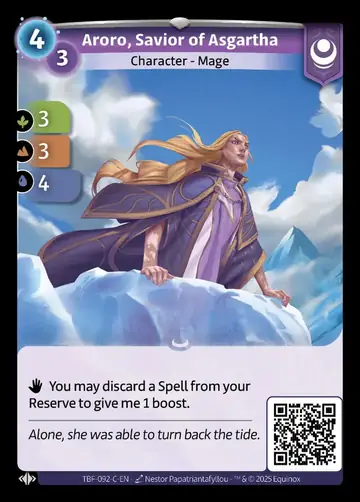 4
Aroro, Savior of Asgartha
3
Character - Mage
3
3
4
You may discard a Spell from your
Reserve to give me 1 boost.
Alone, she was able to turn back the tide.
TBF-092-C-EN - Nestor Papatriantafyllou - ™ & © 2025 Equinox